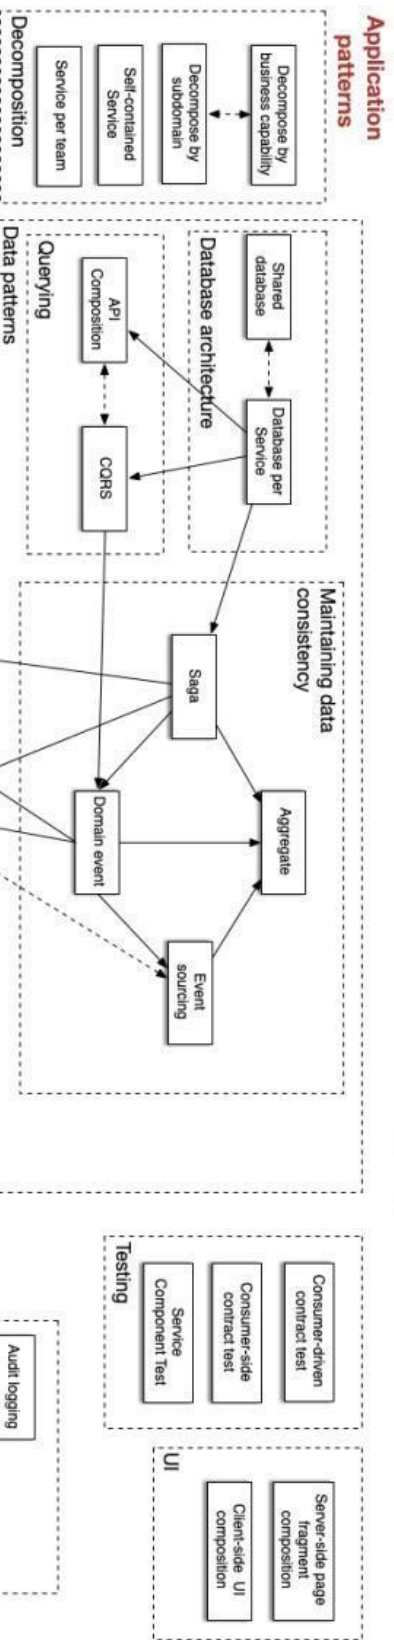 Application
patterns
Decompose by
business capability
Decompose by
subdomain
Self-contained
Service
Service per team
Decomposition
Shared
database
Database per
Service
Database architecture
API
Composition
CQRS
Querying
Data patterns
Maintaining data
consistency
Saga
Aggregate
Domain event
Event
sourcing
Consumer-driven
contract test
Consumer-side
contract test
Service
Component Test
Testing
Server-side page
fragment
composition
Client-side UI
composition
UI
Audit logging